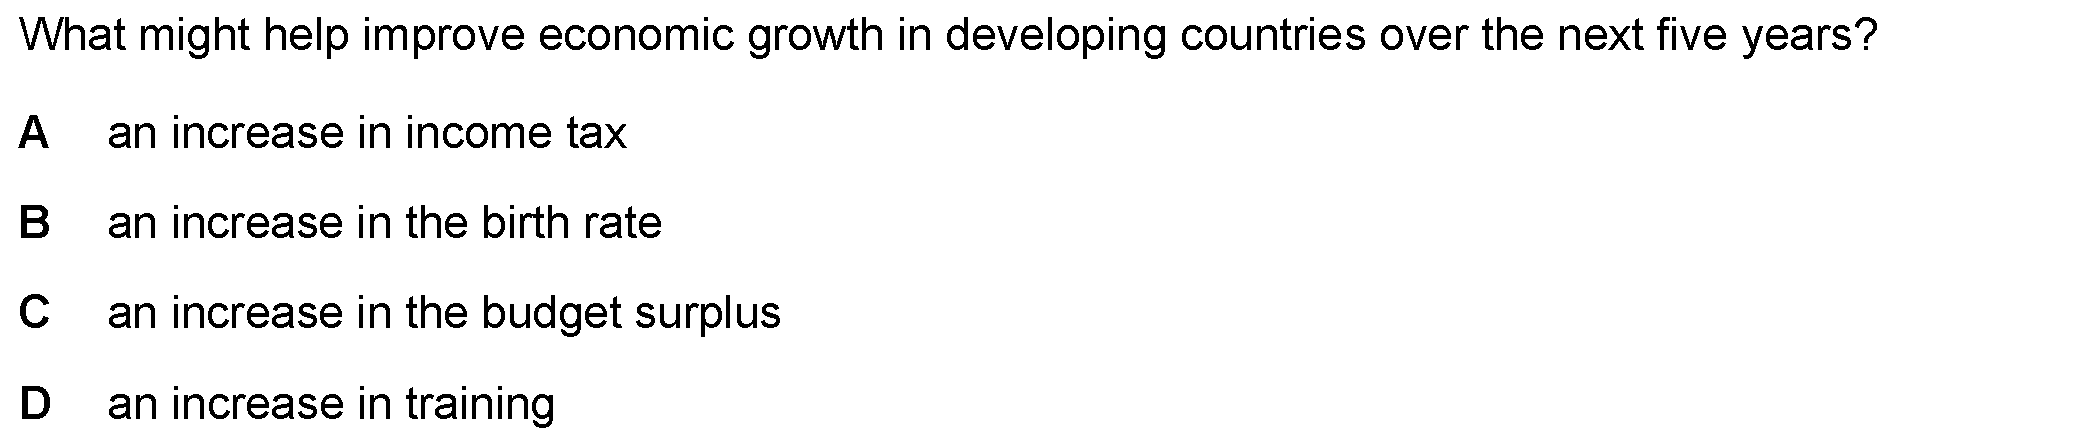 What might help improve economic growth in developing countries over the next five years?
A an increase in income tax
B an increase in the birth rate
C an increase in the budget surplus
D an increase in training